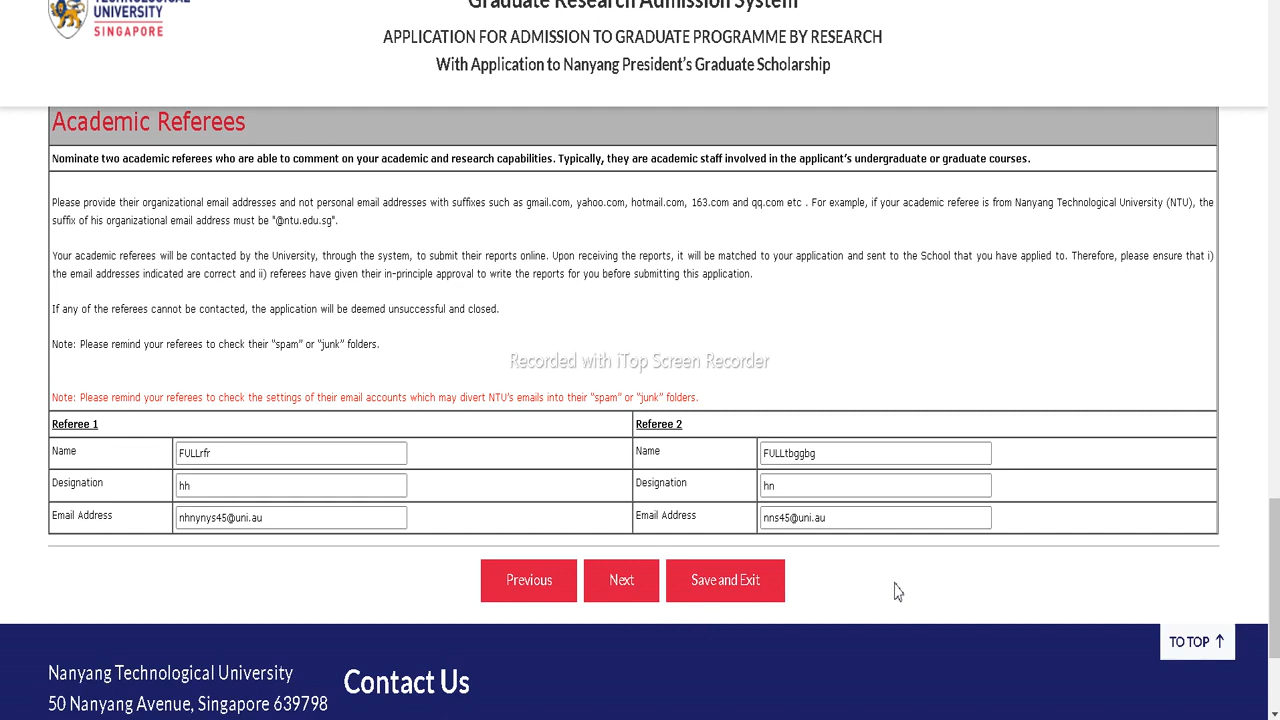 TECHNOLOGICAL
UNIVERSITY
SINGAPORE
Graduate Research Admission System
APPLICATION FOR ADMISSION TO GRADUATE PROGRAMME BY RESEARCH
With Application to Nanyang President's Graduate Scholarship
Academic Referees
Nominate two academic referees who are able to comment on your academic and research capabilities. Typically, they are academic staff involved in the applicant's undergraduate or graduate courses.
Please provide their organizational email addresses and not personal email addresses with suffixes such as gmail.com, yahoo.com, hotmail.com, 163.com and qq.com etc . For example, if your academic referee is from Nanyang Technological University (NTU), the
suffix of his organizational email address must be "@ntu.edu.sg".
Your academic referees will be contacted by the University, through the system, to submit their reports online. Upon receiving the reports, it will be matched to your application and sent to the School that you have applied to. Therefore, please ensure that i)
the email addresses indicated are correct and ii) referees have given their in-principle approval to write the reports for you before submitting this application.
If any of the referees cannot be contacted, the application will be deemed unsuccessful and closed.
Note: Please remind your referees to check their "spam" or "junk" folders.
Recorded with iTop Screen Recorder
Note: Please remind your referees to check the settings of their email accounts which may divert NTU's emails into their "spam" or "junk" folders.
Referee 1 Referee 2
Name FULLrfr Name FULLtbggbg
Designation hh Designation hn
Email Address nhnynys45@uni.au Email Address nns45@uni.au
Previous Next Save and Exit
TO TOP ↑
Nanyang Technological University
50 Nanyang Avenue, Singapore 639798
Contact Us